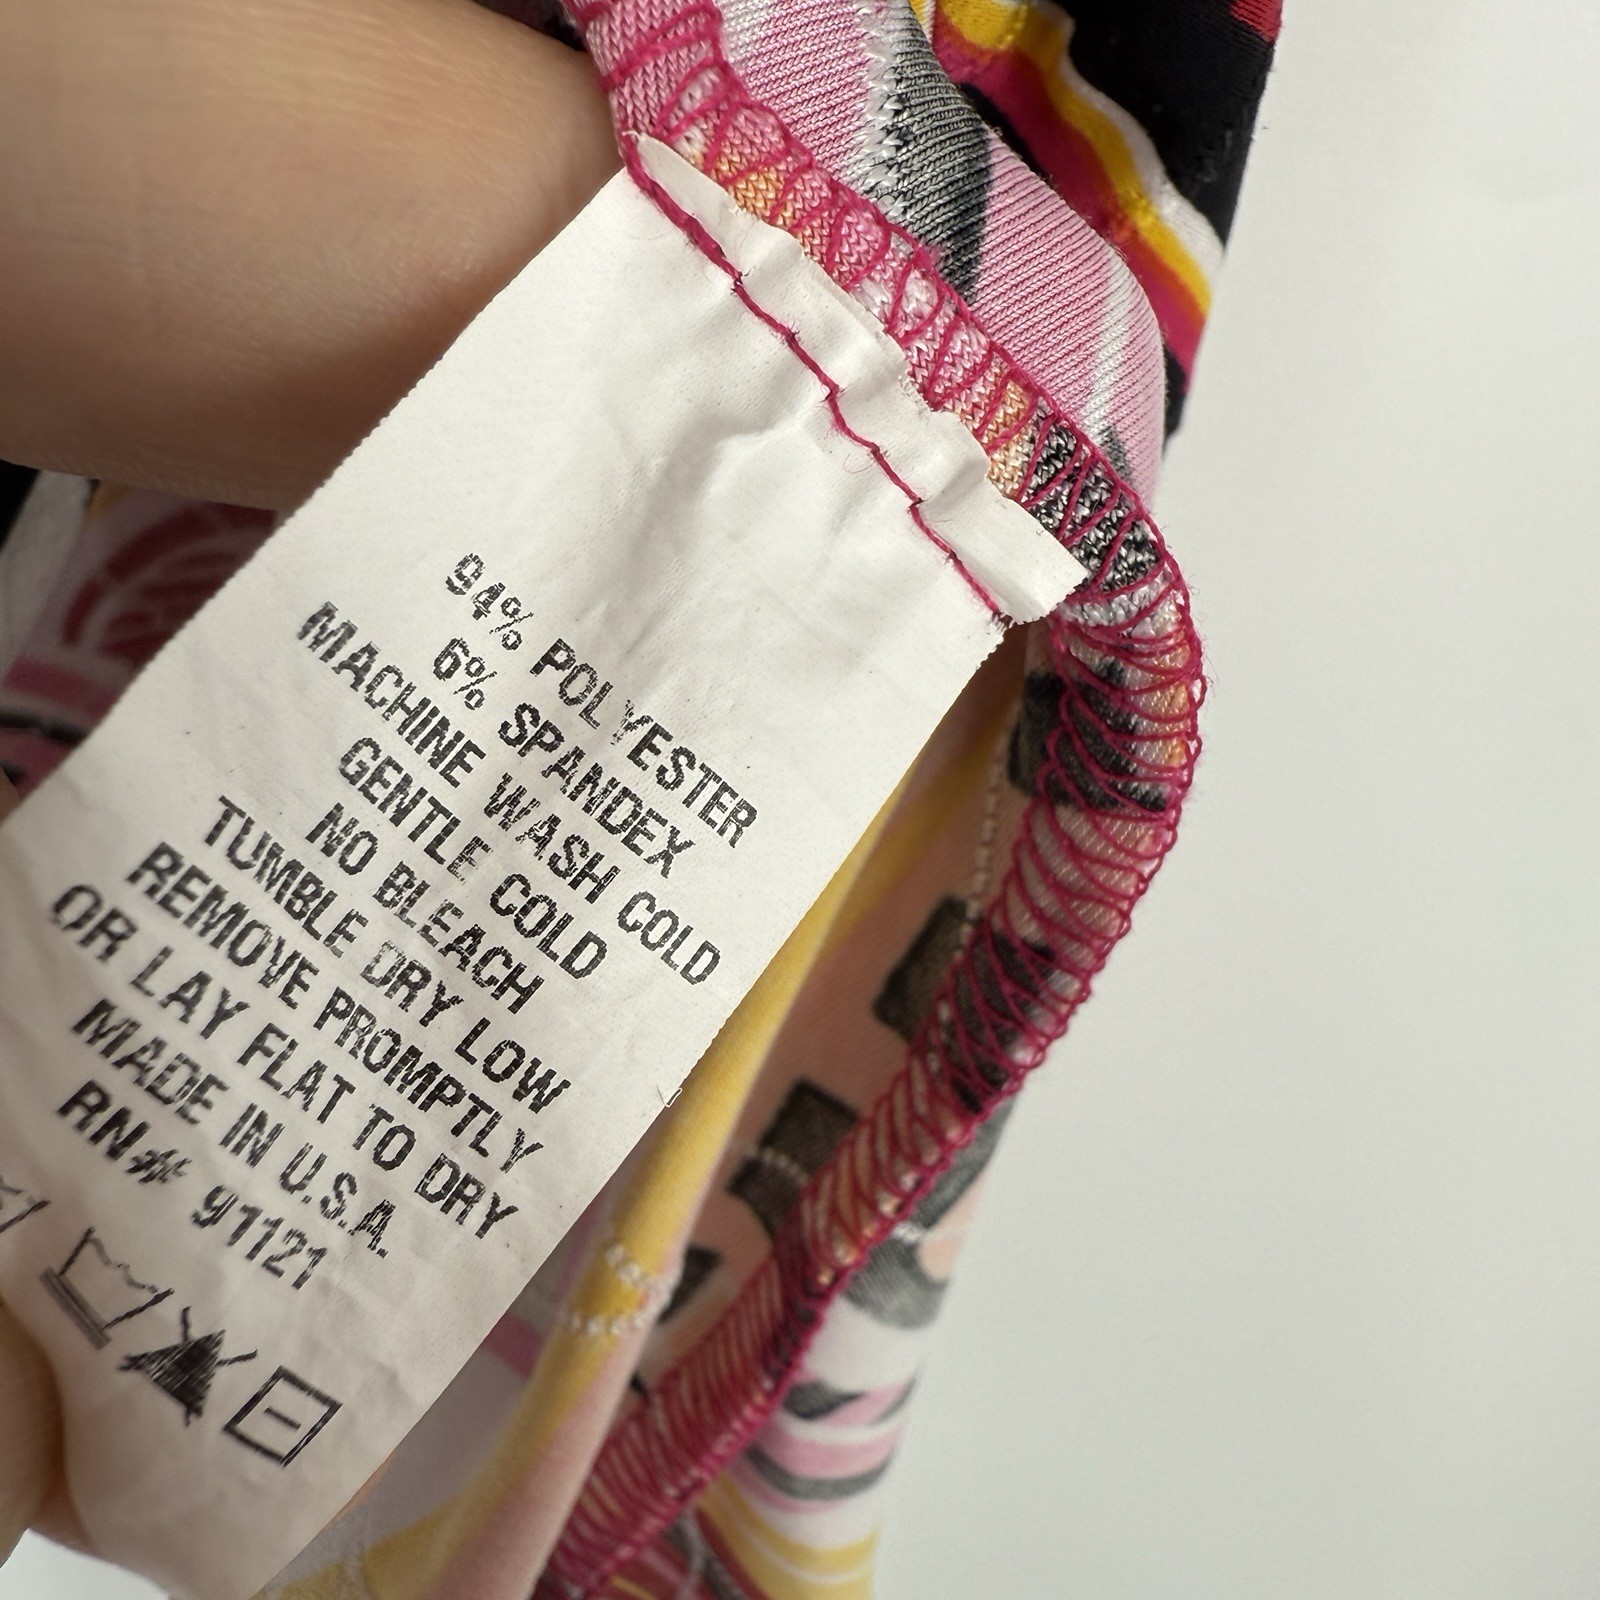 94% POLYESTER
6% SPANDEX
MACHINE WASH COLD
GENTLE COLD
NO BLEACH
TUMBLE DRY LOW
REMOVE PROMPTLY
OR LAY FLAT TO DRY
MADE IN U.S.A.
RN# 91121